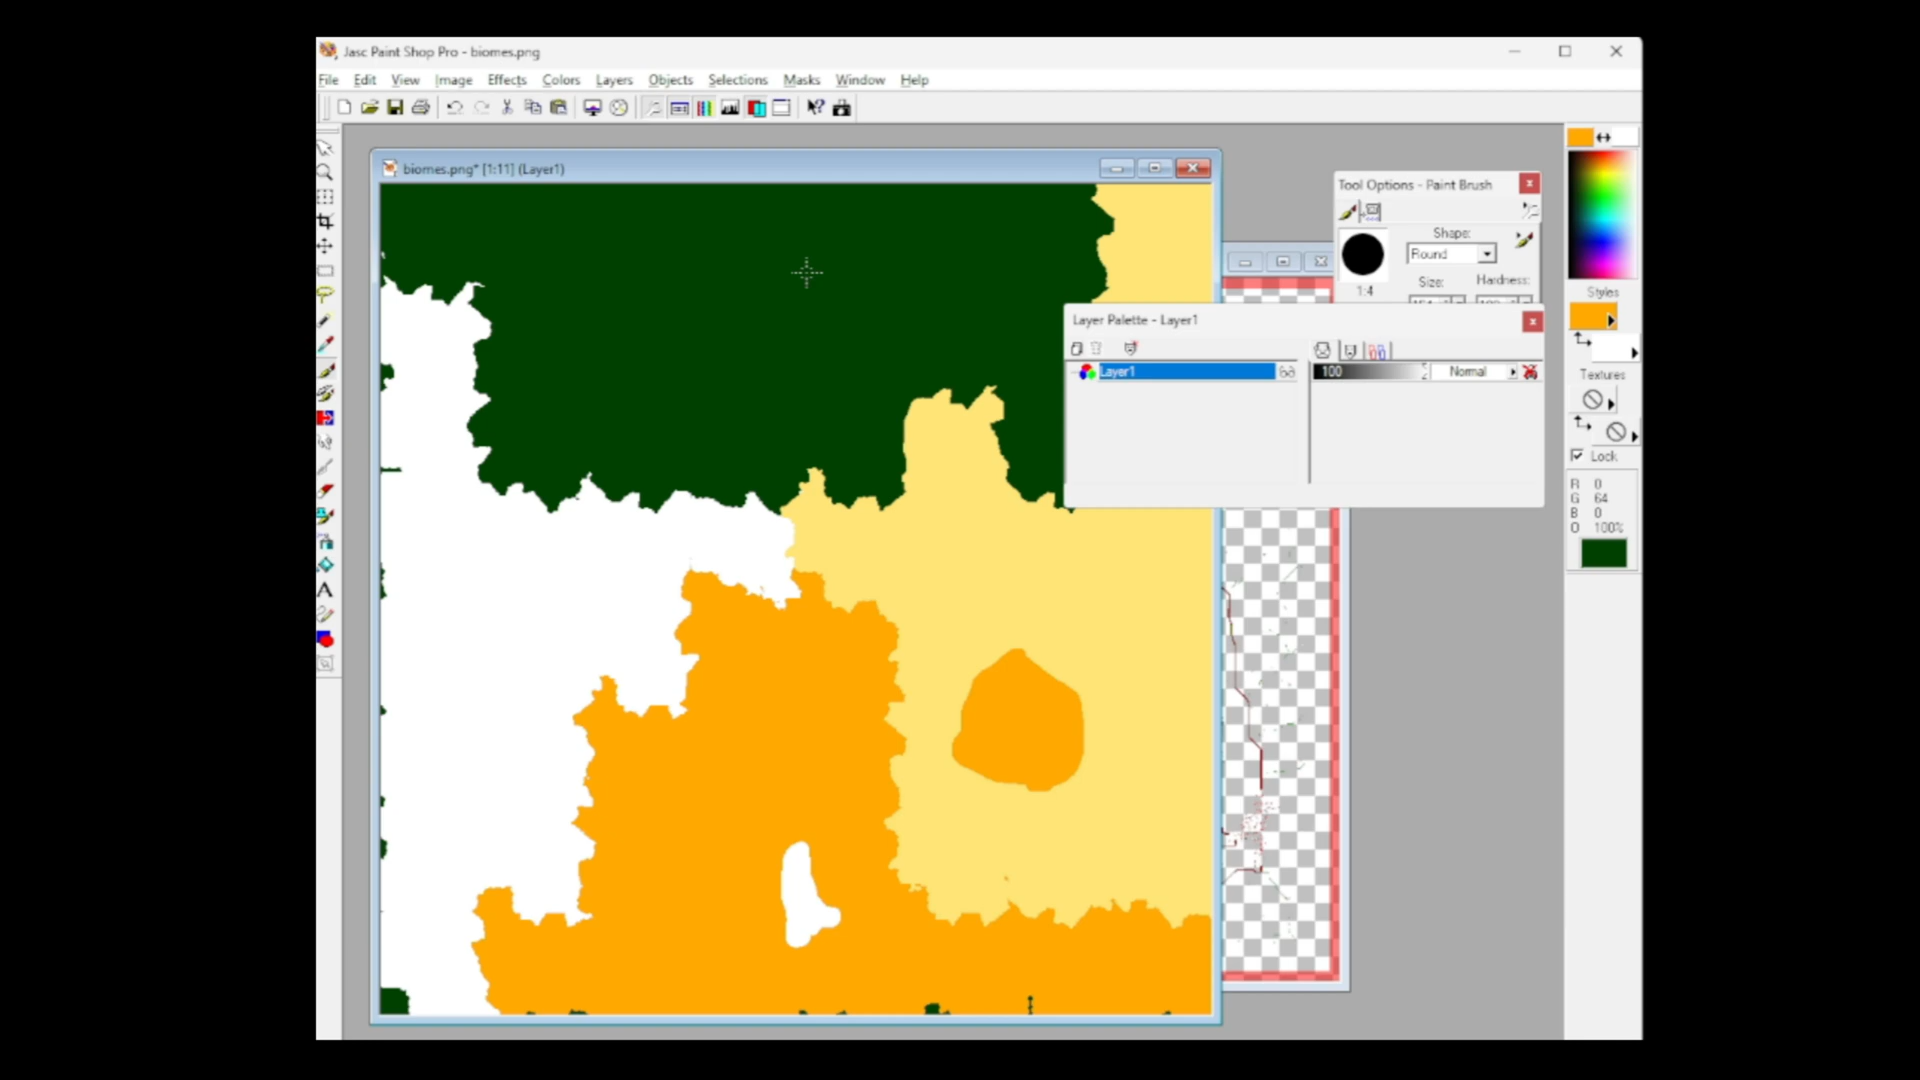 Jasc Paint Shop Pro - biomes.png
File Edit View Image Effects Colors Layers Objects Selections Masks Window Help
biomes.png* [1:11] (Layer1)
Tool Options - Paint Brush
Shape:
Round
1:4
Size: Hardness:
Layer Palette - Layer1
Layer1
100 Normal
Styles
Textures
Lock
R 0
G 64
B 0
O 100%